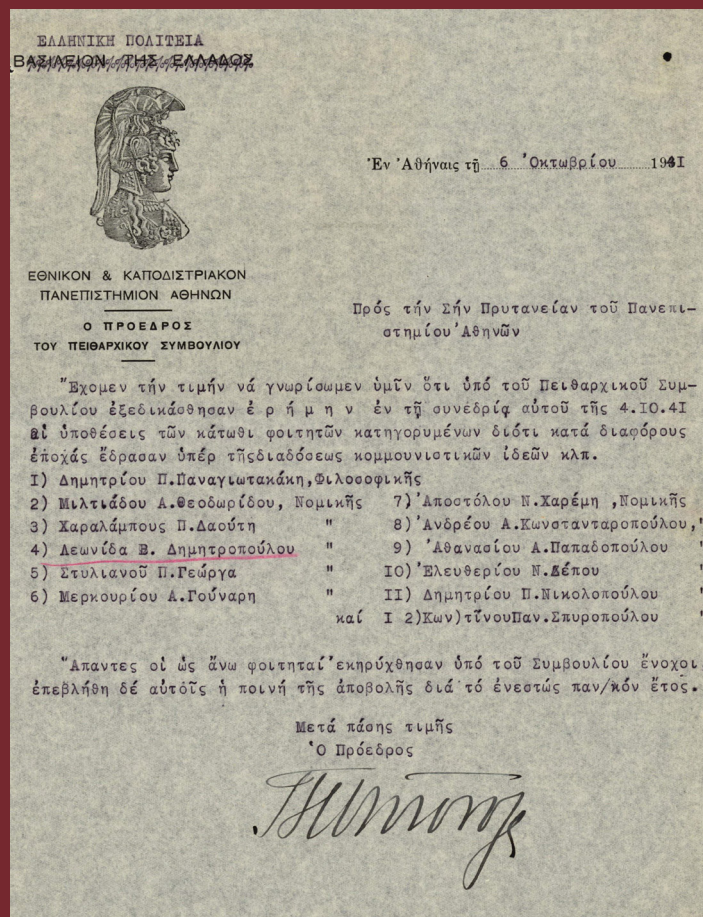 ΕΛΛΗΝΙΚΗ ΠΟΛΙΤΕΙΑ
ΒΑΣΙΛΕΙΟΝ ΤΗΣ ΕΛΛΑΔΟΣ
Ἐν Ἀθήναις τῇ 6 Ὀκτωβρίου 1941
ΕΘΝΙΚΟΝ & ΚΑΠΟΔΙΣΤΡΙΑΚΟΝ
ΠΑΝΕΠΙΣΤΗΜΙΟΝ ΑΘΗΝΩΝ
Ο ΠΡΟΕΔΡΟΣ
ΤΟΥ ΠΕΙΘΑΡΧΙΚΟΥ ΣΥΜΒΟΥΛΙΟΥ
Πρός τήν Σήν Πρυτανείαν τοῦ Πανεπι-
στημίου Ἀθηνῶν
Ἔχομεν τήν τιμήν νά γνωρίσωμεν ὑμῖν ὅτι ὑπό τοῦ Πειθαρχικοῦ Συμ-
βουλίου ἐξεδικάσθησαν ἐ ρ ή μ η ν ἐν τῇ συνεδρίᾳ αὐτοῦ τῆς 4.10.41
αἱ ὑποθέσεις τῶν κάτωθι φοιτητῶν κατηγορυμένων διότι κατά διαφόρους
ἐποχάς ἔδρασαν ὑπέρ τῆςδιαδόσεως κομμουνιστικῶν ἰδεῶν κλπ.
1) Δημητρίου Π.Παναγιωτακάκη,Φιλοσοφικῆς
2) Μιλτιάδου Α.Θεοδωρίδου, Νομικῆς
3) Χαραλάμπους Π.Δαούτη "
4) Λεωνίδα Β. Δημητροπούλου "
5) Στυλιανοῦ Π.Γεώργα "
6) Μερκουρίου Α.Γούναρη "
7) Ἀποστόλου Ν.Χαρέμη ,Νομικῆς
8) Ἀνδρέου Α.Κωνστανταροπούλου,"
9) Ἀθανασίου Α.Παπαδοπούλου "
10) Ἐλευθερίου Ν.Δέπου "
11) Δημητρίου Π.Νικολοπούλου "
καί 1 2)Κων)τίνουΠαν.Σπυροπούλου "
Ἅπαντες οἱ ὡς ἄνω φοιτηταί ἐκηρύχθησαν ὑπό τοῦ Συμβουλίου ἔνοχοι
ἐπεβλήθη δέ αὐτοῖς ἡ ποινή τῆς ἀποβολῆς διά τό ἐνεστώς παν/κόν ἔτος.
Μετά πάσης τιμῆς
Ὁ Πρόεδρος